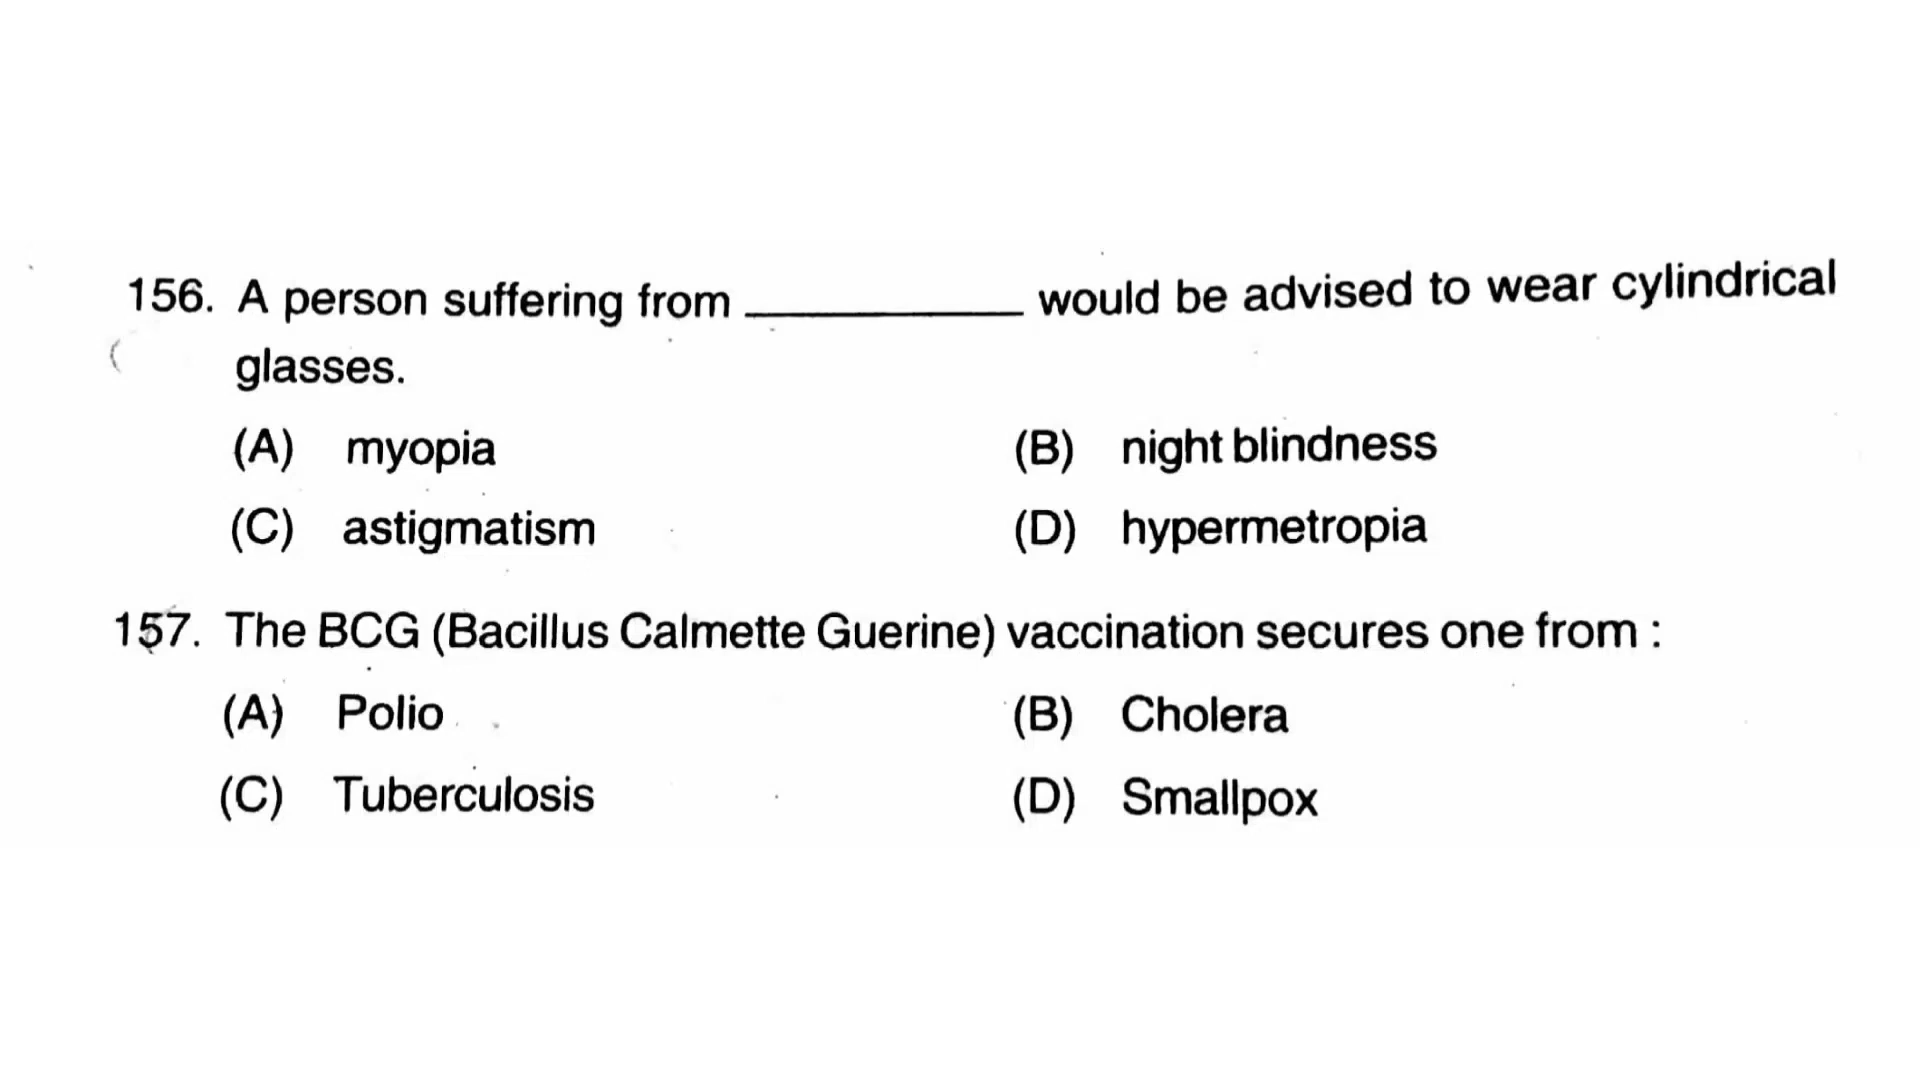 156. A person suffering from __________ would be advised to wear cylindrical
glasses.
(A) myopia (B) night blindness
(C) astigmatism (D) hypermetropia
157. The BCG (Bacillus Calmette Guerine) vaccination secures one from :
(A) Polio (B) Cholera
(C) Tuberculosis (D) Smallpox